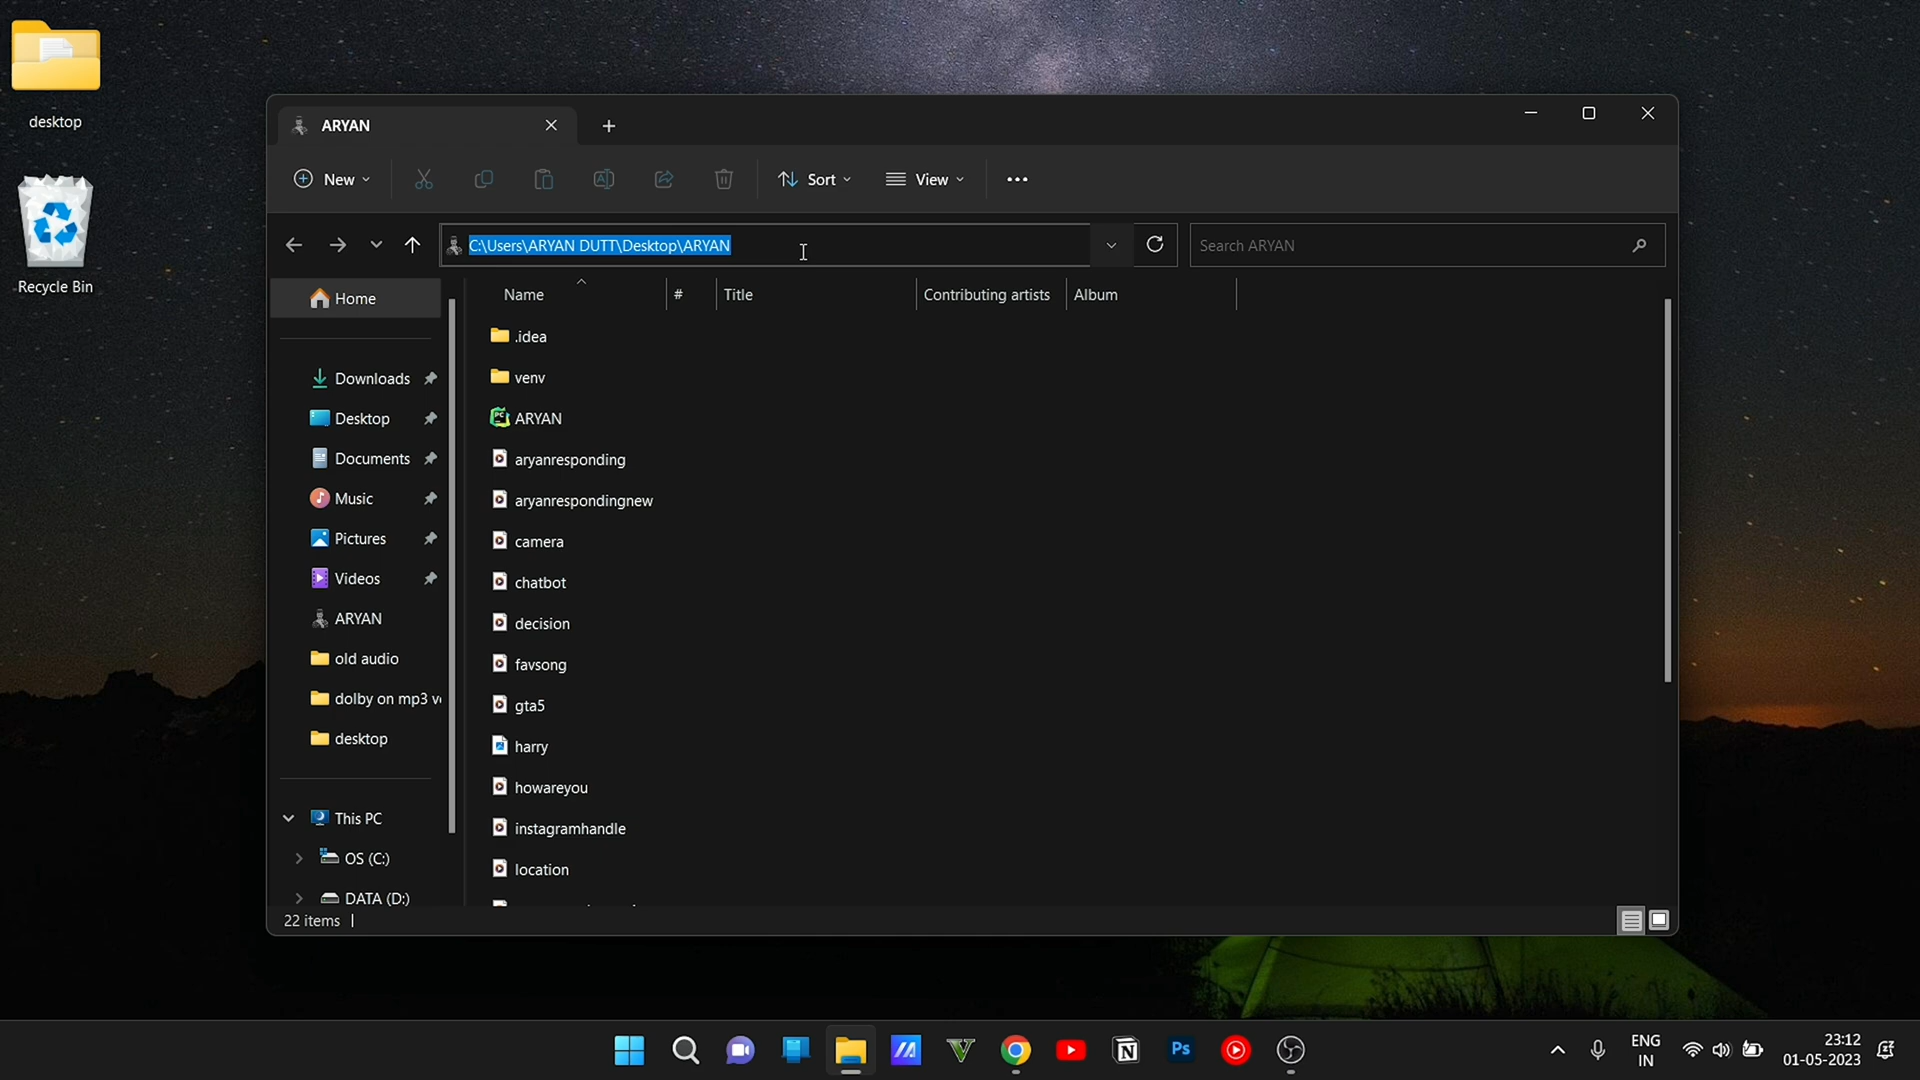 desktop
Recycle Bin
ARYAN
New
Sort
View
C:\Users\ARYAN DUTT\Desktop\ARYAN
Search ARYAN
Home
Downloads
Desktop
Documents
Music
Pictures
Videos
ARYAN
old audio
dolby on mp3 v
desktop
This PC
OS (C:)
DATA (D:)
Name # Title Contributing artists Album
.idea
venv
PC ARYAN
aryanresponding
aryanrespondingnew
camera
chatbot
decision
favsong
gta5
harry
howareyou
instagramhandle
location
22 items
Ps
ENG
IN
23:12
01-05-2023